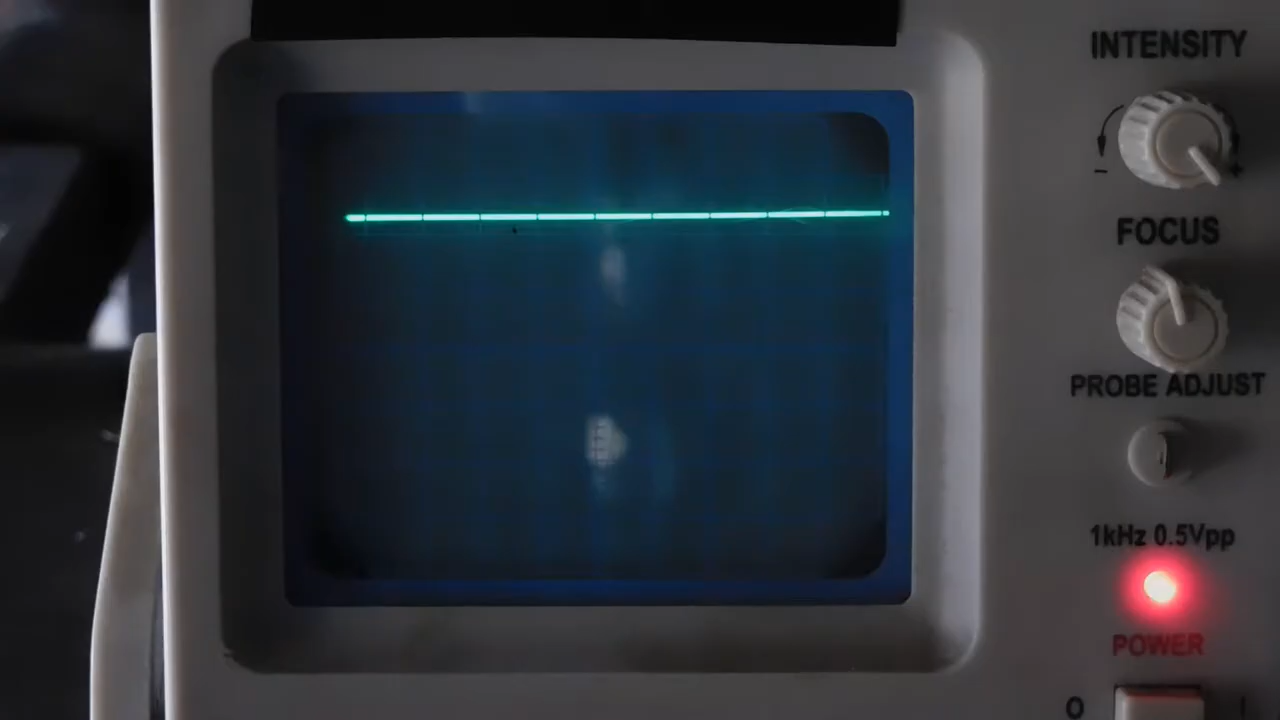 INTENSITY
- +
FOCUS
PROBE ADJUST
1kHz 0.5Vpp
POWER
O I